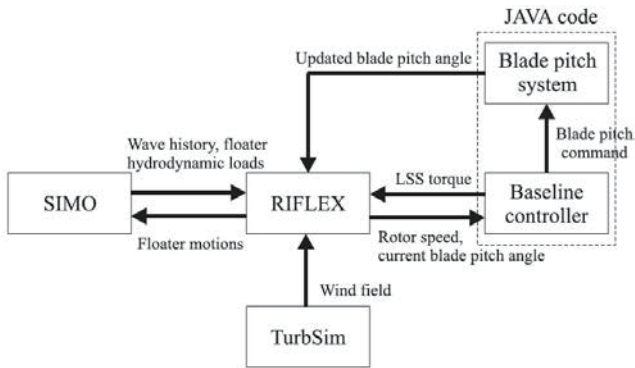 JAVA code
Updated blade pitch angle
Blade pitch
system
Wave history, floater
hydrodynamic loads
Blade pitch
command
SIMO
RIFLEX
LSS torque
Baseline
controller
Floater motions
Rotor speed,
current blade pitch angle
Wind field
TurbSim